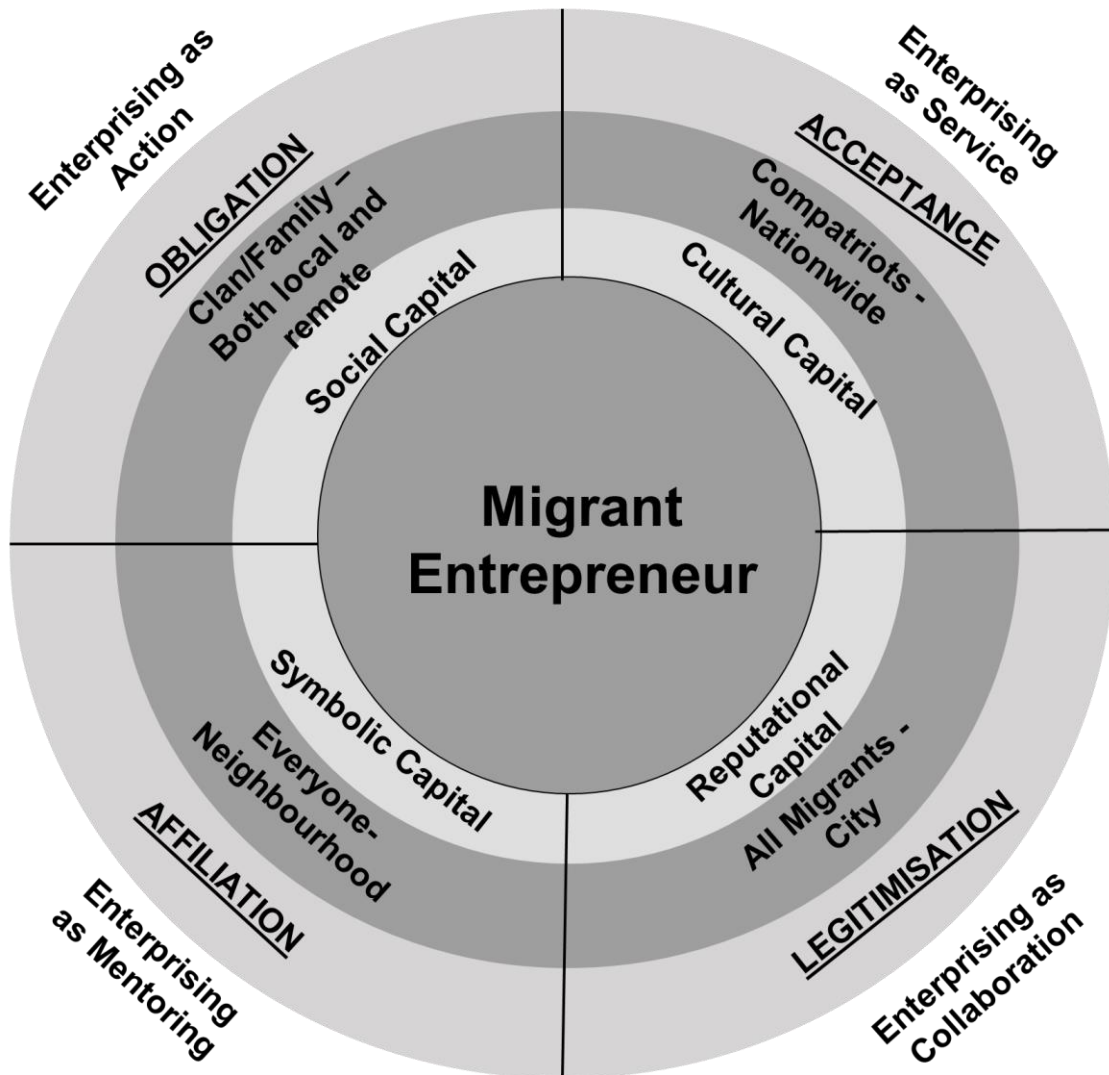 Enterprising as
Action
OBLIGATION
Clan/Family –
Both local and
remote
Social Capital
Enterprising
as Service
ACCEPTANCE
Compatriots -
Nationwide
Cultural Capital
Migrant
Entrepreneur
Symbolic Capital
Everyone-
Neighbourhood
AFFILIATION
Enterprising
as Mentoring
Reputational
Capital
All Migrants -
City
LEGITIMISATION
Enterprising as
Collaboration